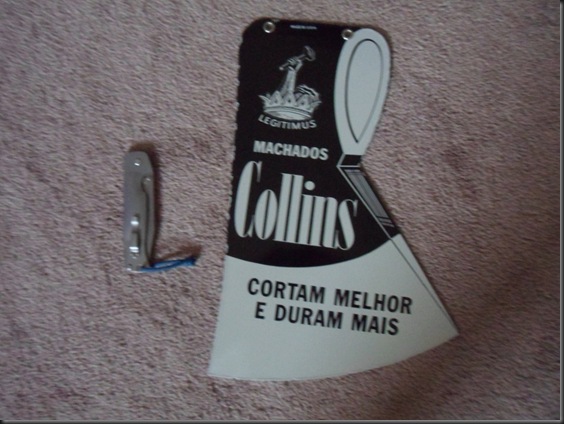 LEGITIMUS
MACHADOS
Collins
CORTAM MELHOR
E DURAM MAIS